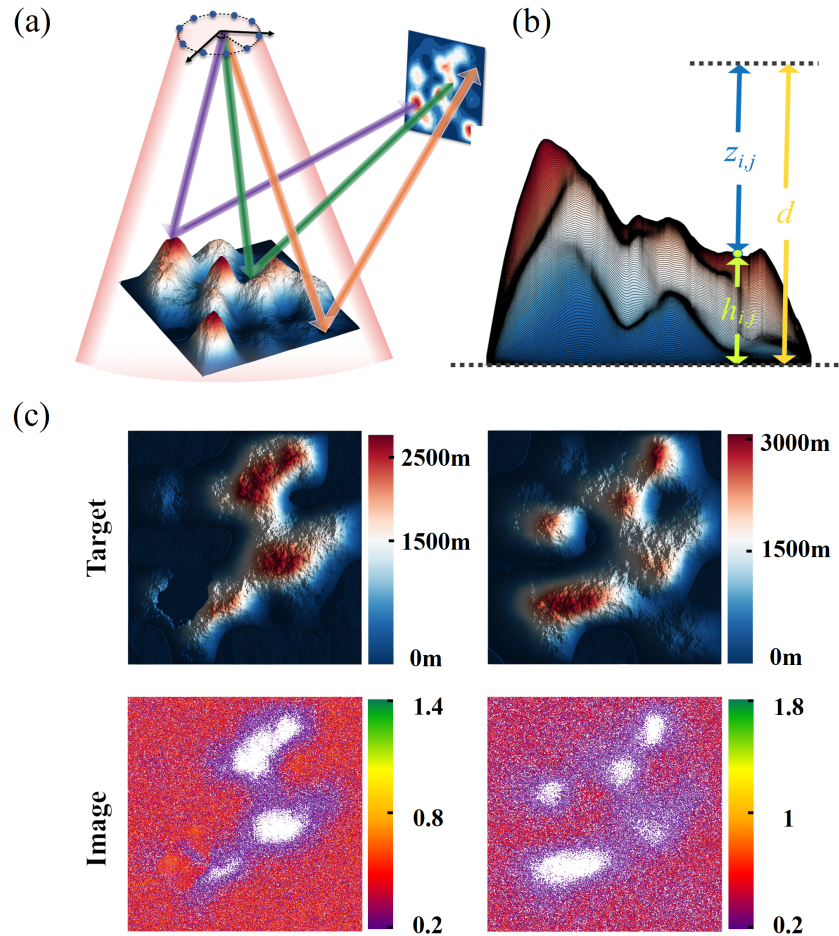 (a)
(b)
z_{i,j}
d
h_{i,j}
(c)
Target
2500m
1500m
0m
3000m
1500m
0m
Image
1.4
0.8
0.2
1.8
1
0.2